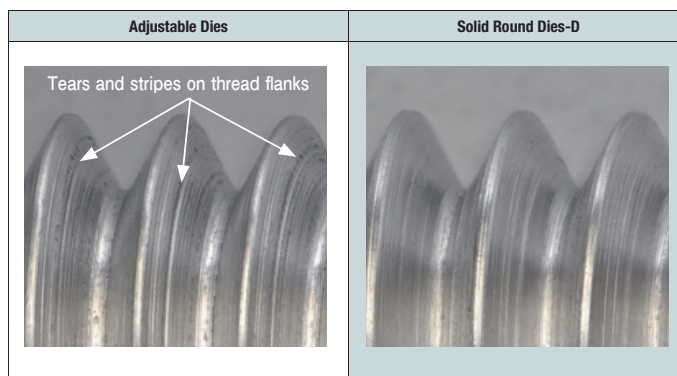 Adjustable Dies
Solid Round Dies-D
Tears and stripes on thread flanks